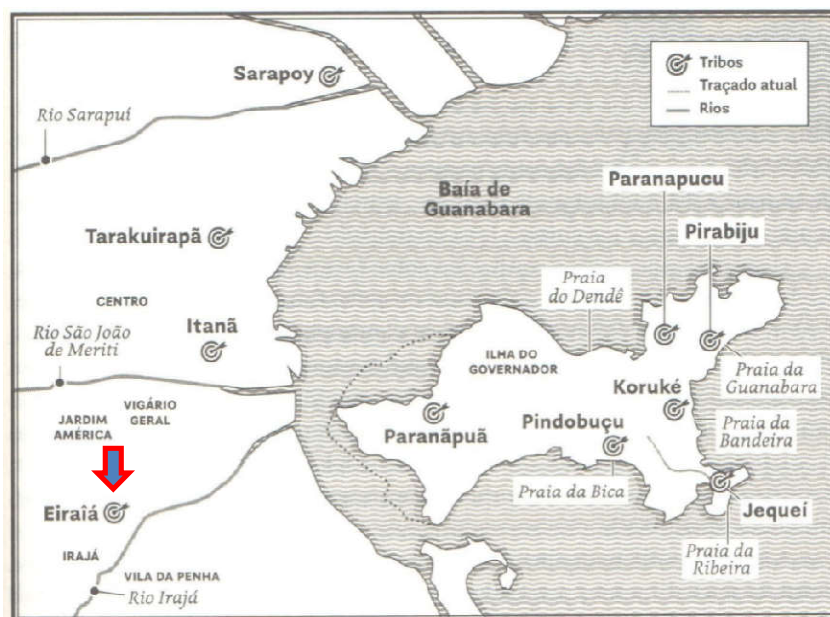 Sarapoy
Rio Sarapuí
Tribos
Traçado atual
Rios
Baía de
Guanabara
Paranapucu
Pirabiju
Tarakuirapã
CENTRO
Itanã
Rio São João
de Meriti
JARDIM
AMÉRICA
VIGÁRIO
GERAL
Praia
do Dendê
ILHA DO
GOVERNADOR
Praia da
Guanabara
Koruké
Paranãpuã
Pindobuçu
Praia da
Bandeira
Praia da Bica
Jequeí
Praia da
Ribeira
Eiraîá
IRAJÁ
VILA DA PENHA
Rio Irajá